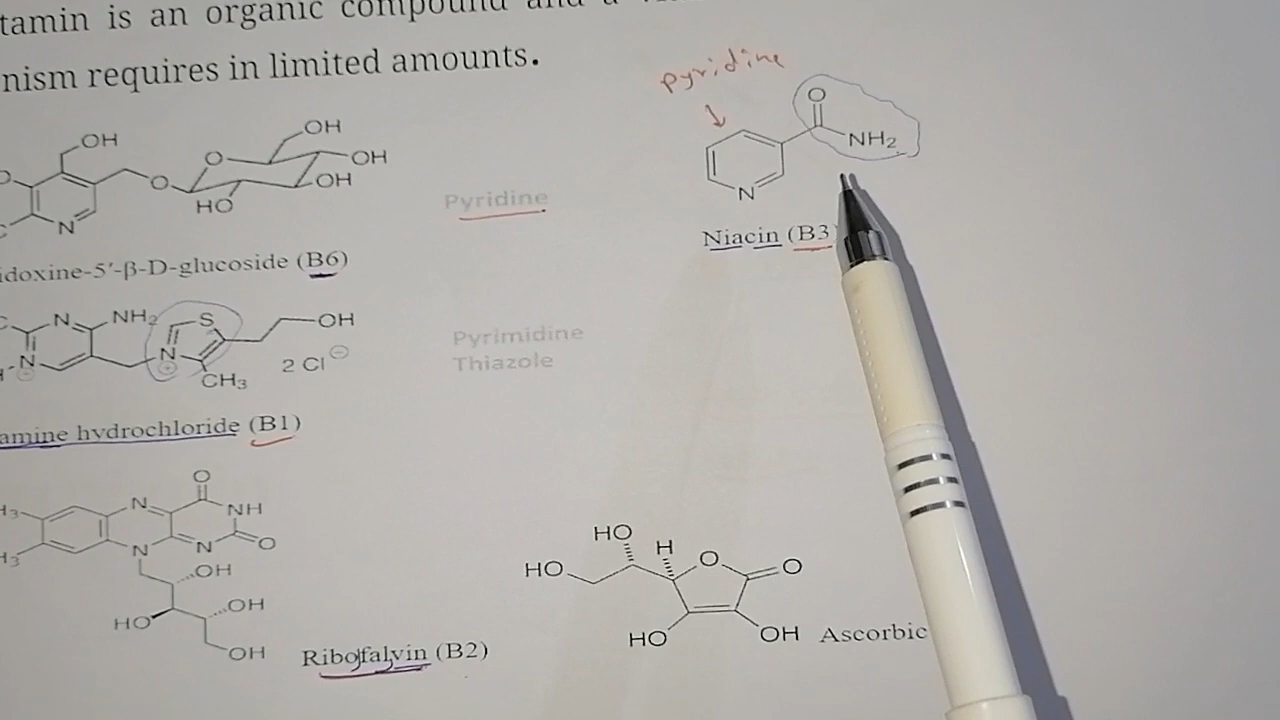 tamin is an organic compound and a
nism requires in limited amounts.
pyridine
O
NH2
N
Niacin (B3
OH
OH
O
OH
O
OH
HO
N
Pyridine
idoxine-5'-β-D-glucoside (B6)
N
NH2
S
OH
N
N
+
CH3
2 Cl ⊖
Pyrimidine
Thiazole
amine hydrochloride (B1)
O
N
NH
N
N
O
OH
HO
OH
OH
Ribofalvin (B2)
HO
H
O
O
HO
HO
OH
Ascorbic